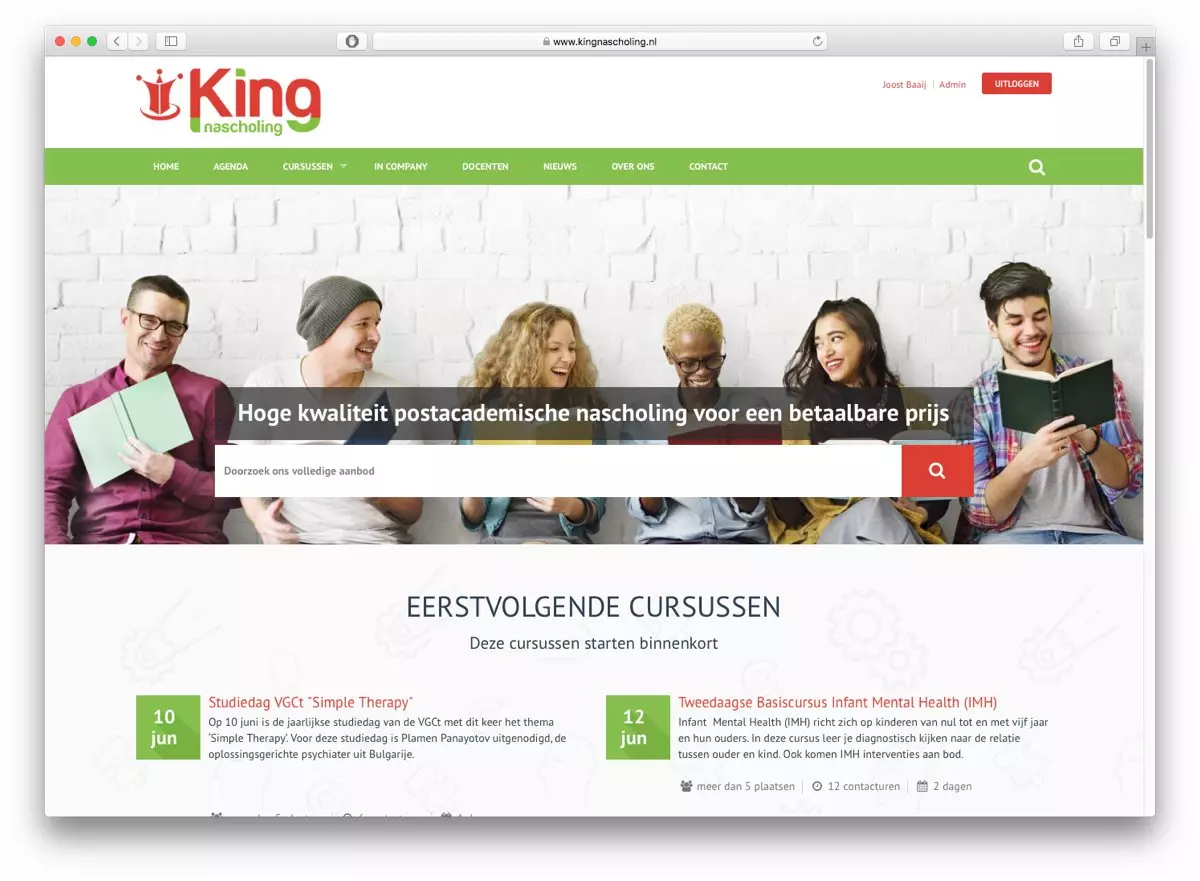 www.kingnascholing.nl
King
nascholing
Joost Baaij Admin UITLOGGEN
HOME AGENDA CURSUSSEN IN COMPANY DOCENTEN NIEUWS OVER ONS CONTACT
Hoge kwaliteit postacademische nascholing voor een betaalbare prijs
Doorzoek ons volledige aanbod
EERSTVOLGENDE CURSUSSEN
Deze cursussen starten binnenkort
10
jun
Studiedag VGCt "Simple Therapy"
Op 10 juni is de jaarlijkse studiedag van de VGCt met dit keer het thema
'Simple Therapy'. Voor deze studiedag is Plamen Panayotov uitgenodigd, de
oplossingsgerichte psychiater uit Bulgarije.
12
jun
Tweedaagse Basiscursus Infant Mental Health (IMH)
Infant Mental Health (IMH) richt zich op kinderen van nul tot en met vijf jaar
en hun ouders. In deze cursus leer je diagnostisch kijken naar de relatie
tussen ouder en kind. Ook komen IMH interventies aan bod.
meer dan 5 plaatsen 12 contacturen 2 dagen